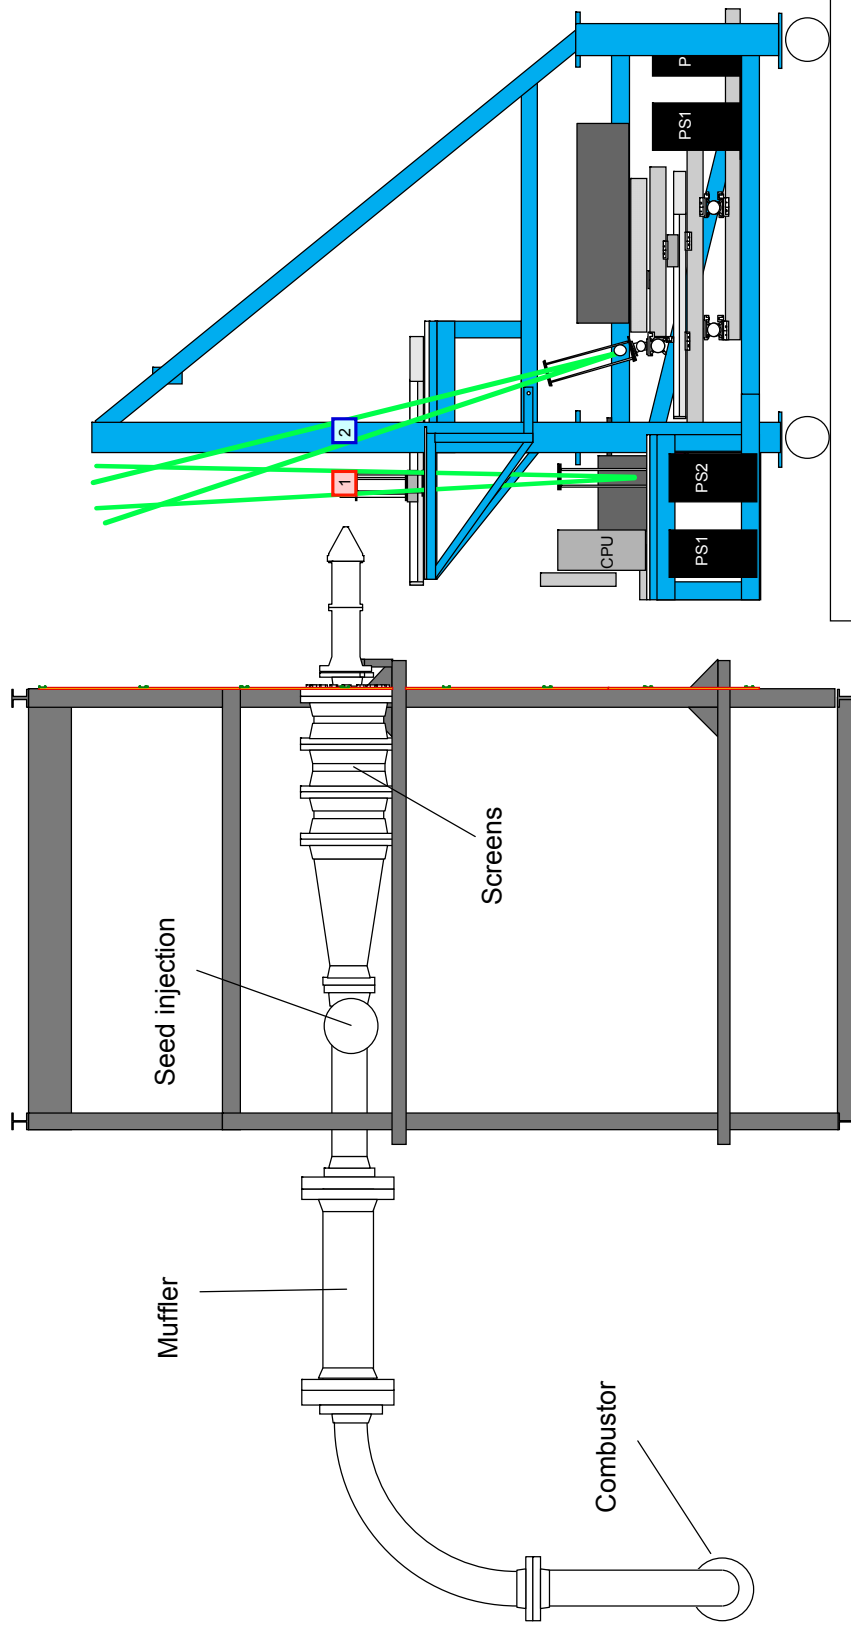 Combustor
Muffler
Seed injection
Screens
1
2
CPU
PS1
PS2
PS1
P